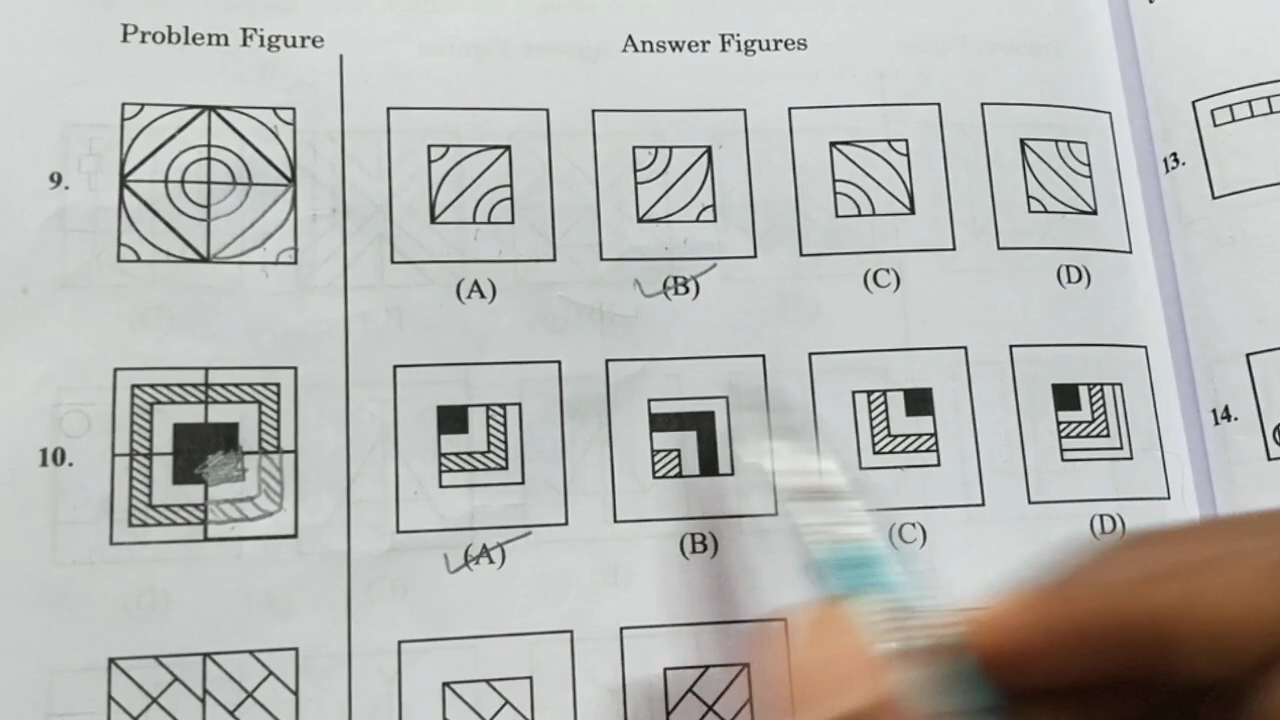 Problem Figure
Answer Figures
9.
(A)
(B)
(C)
(D)
13.
10.
(A)
(B)
(C)
(D)
14.